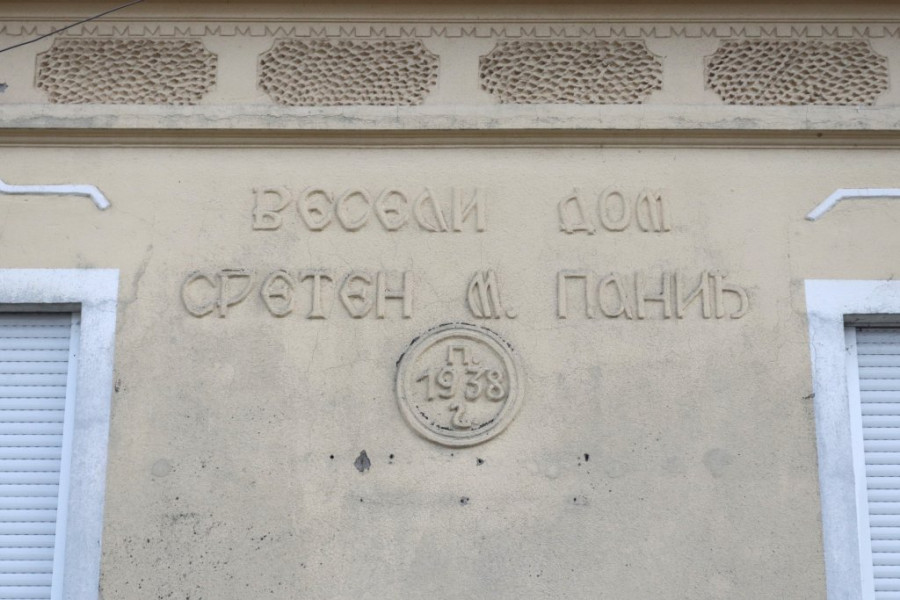 ВЕСЕЛИ ДОМ
СРЕТЕН М. ПАНИЋ
П.
1938
г.